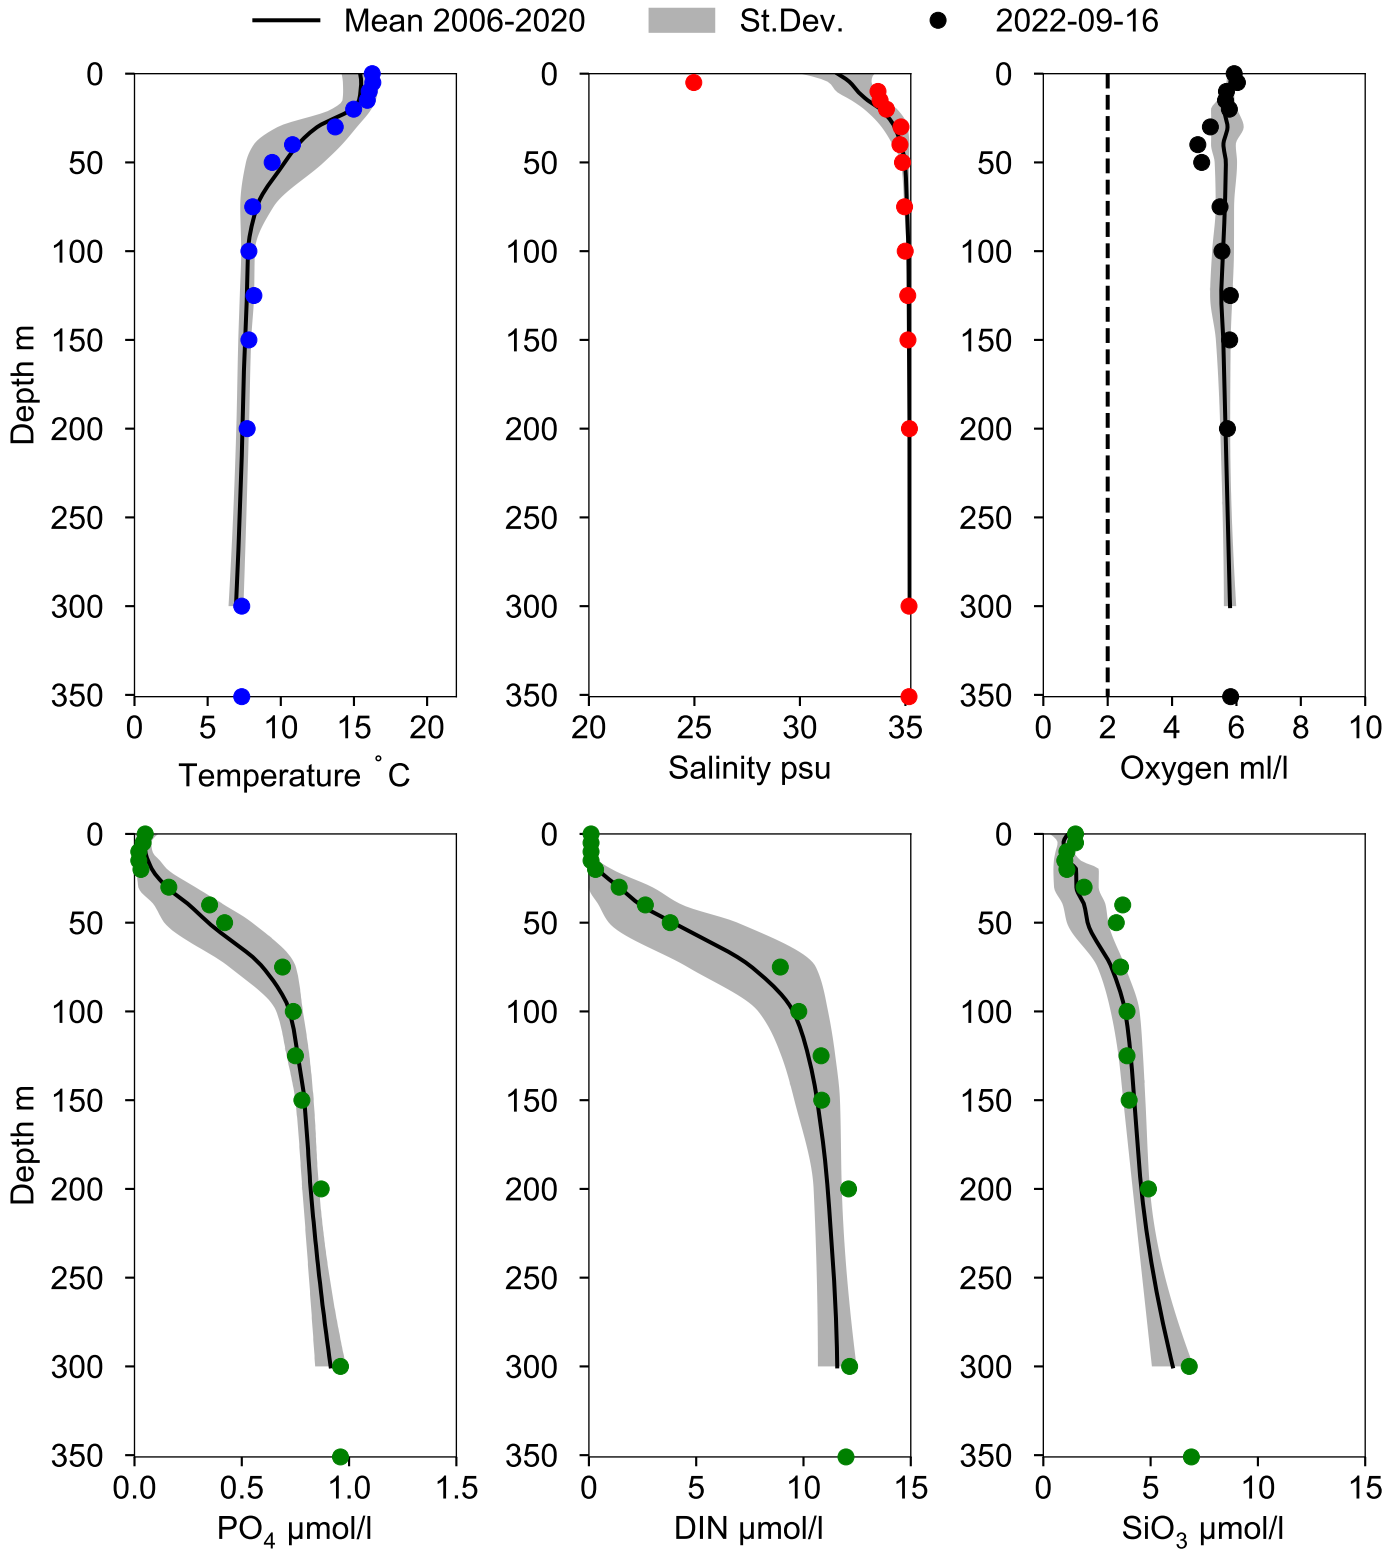 Mean 2006-2020 St.Dev. 2022-09-16
0 0 0
50 50 50
100 100 100
150 150 150
200 200 200
250 250 250
300 300 300
350 350 350
Depth m
0 5 10 15 20 20 25 30 35 0 2 4 6 8 10
Temperature °C Salinity psu Oxygen ml/l
0 0 0
50 50 50
100 100 100
150 150 150
200 200 200
250 250 250
300 300 300
350 350 350
Depth m
0.0 0.5 1.0 1.5 0 5 10 15 0 5 10 15
PO₄ µmol/l DIN µmol/l SiO₃ µmol/l